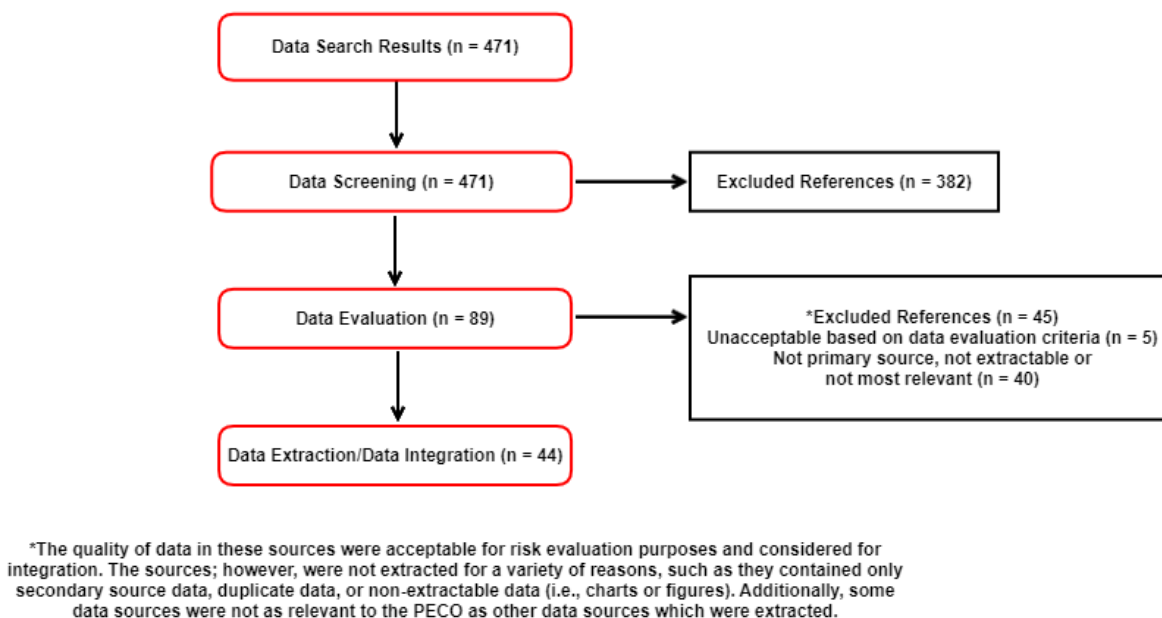 Data Search Results (n = 471)
Data Screening (n = 471)
Excluded References (n = 382)
Data Evaluation (n = 89)
*Excluded References (n = 45)
Unacceptable based on data evaluation criteria (n = 5)
Not primary source, not extractable or
not most relevant (n = 40)
Data Extraction/Data Integration (n = 44)
*The quality of data in these sources were acceptable for risk evaluation purposes and considered for
integration. The sources; however, were not extracted for a variety of reasons, such as they contained only
secondary source data, duplicate data, or non-extractable data (i.e., charts or figures). Additionally, some
data sources were not as relevant to the PECO as other data sources which were extracted.